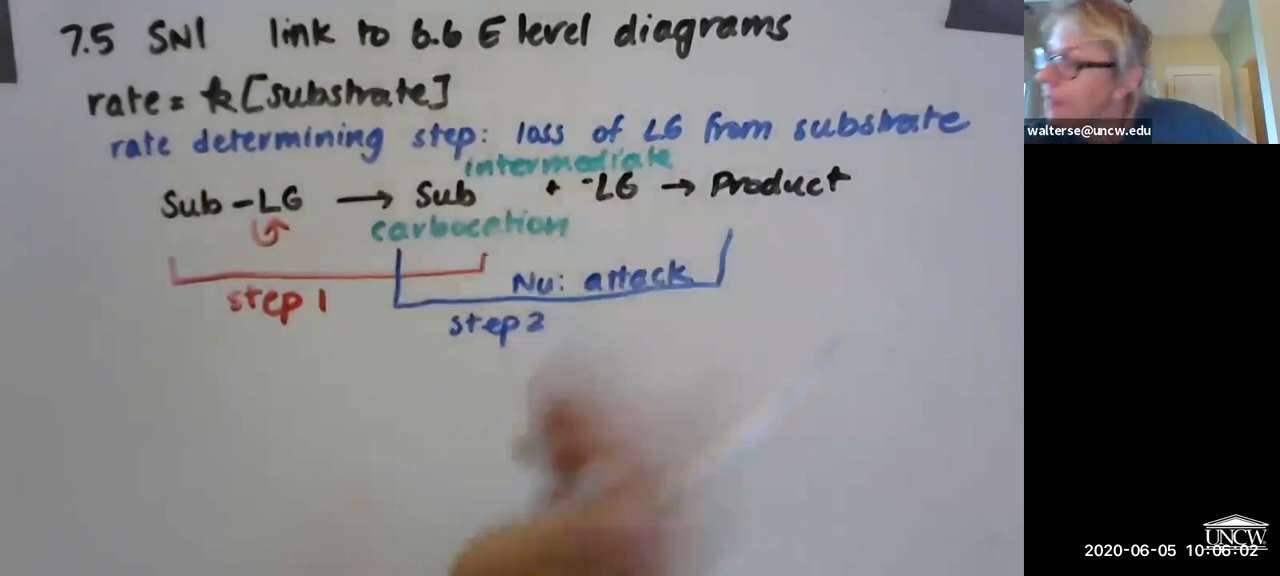 7.5 SN1 link to 6.6 E level diagrams
rate = k[substrate]
rate determining step: loss of LG from substrate
intermediate
Sub-LG → Sub + -LG → Product
carbocation
Nu: attack
step 1
step 2
walterse@uncw.edu
UNCW
2020-06-05 10:06:02